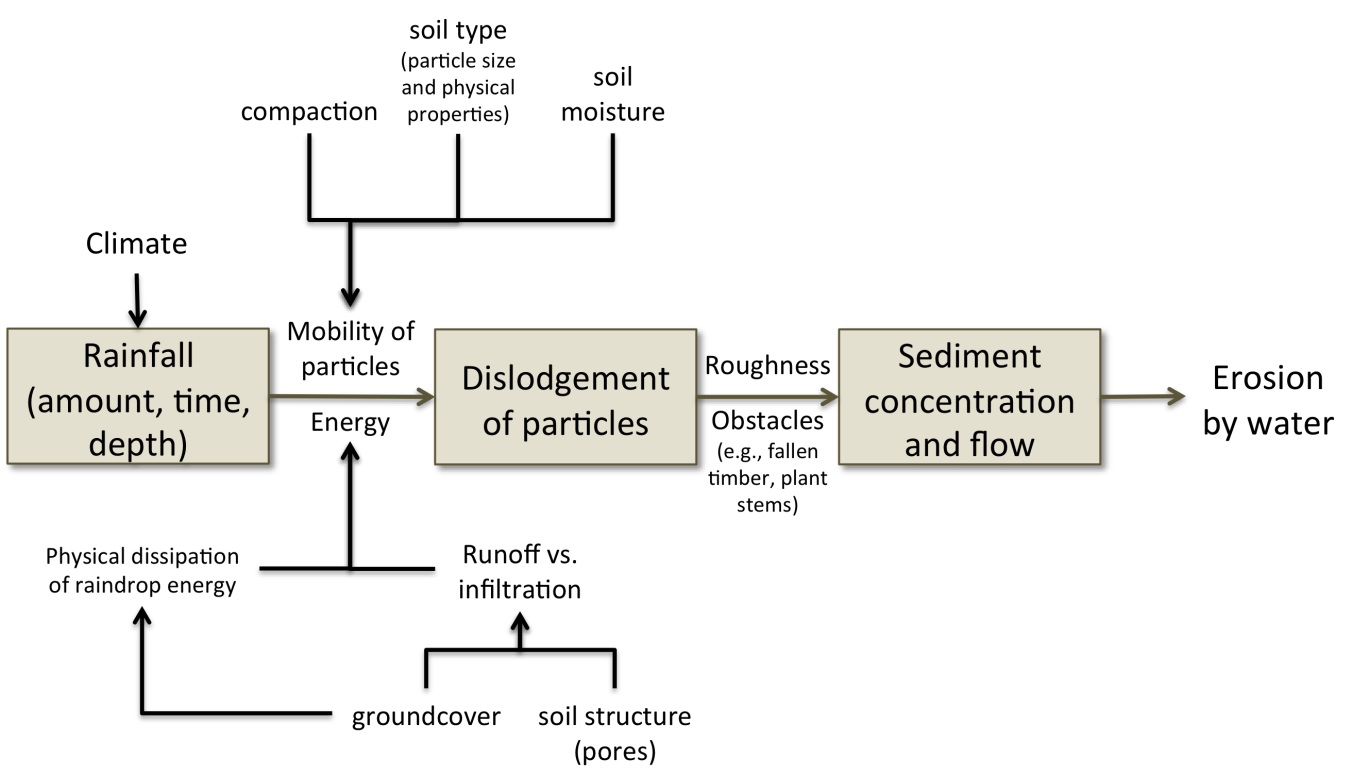 soil type
(particle size
and physical
properties)
soil
moisture
compaction
Climate
Rainfall
(amount, time,
depth)
Mobility of
particles
Energy
Dislodgement
of particles
Roughness
Obstacles
(e.g., fallen
timber, plant
stems)
Sediment
concentration
and flow
Erosion
by water
Physical dissipation
of raindrop energy
Runoff vs.
infiltration
groundcover
soil structure
(pores)